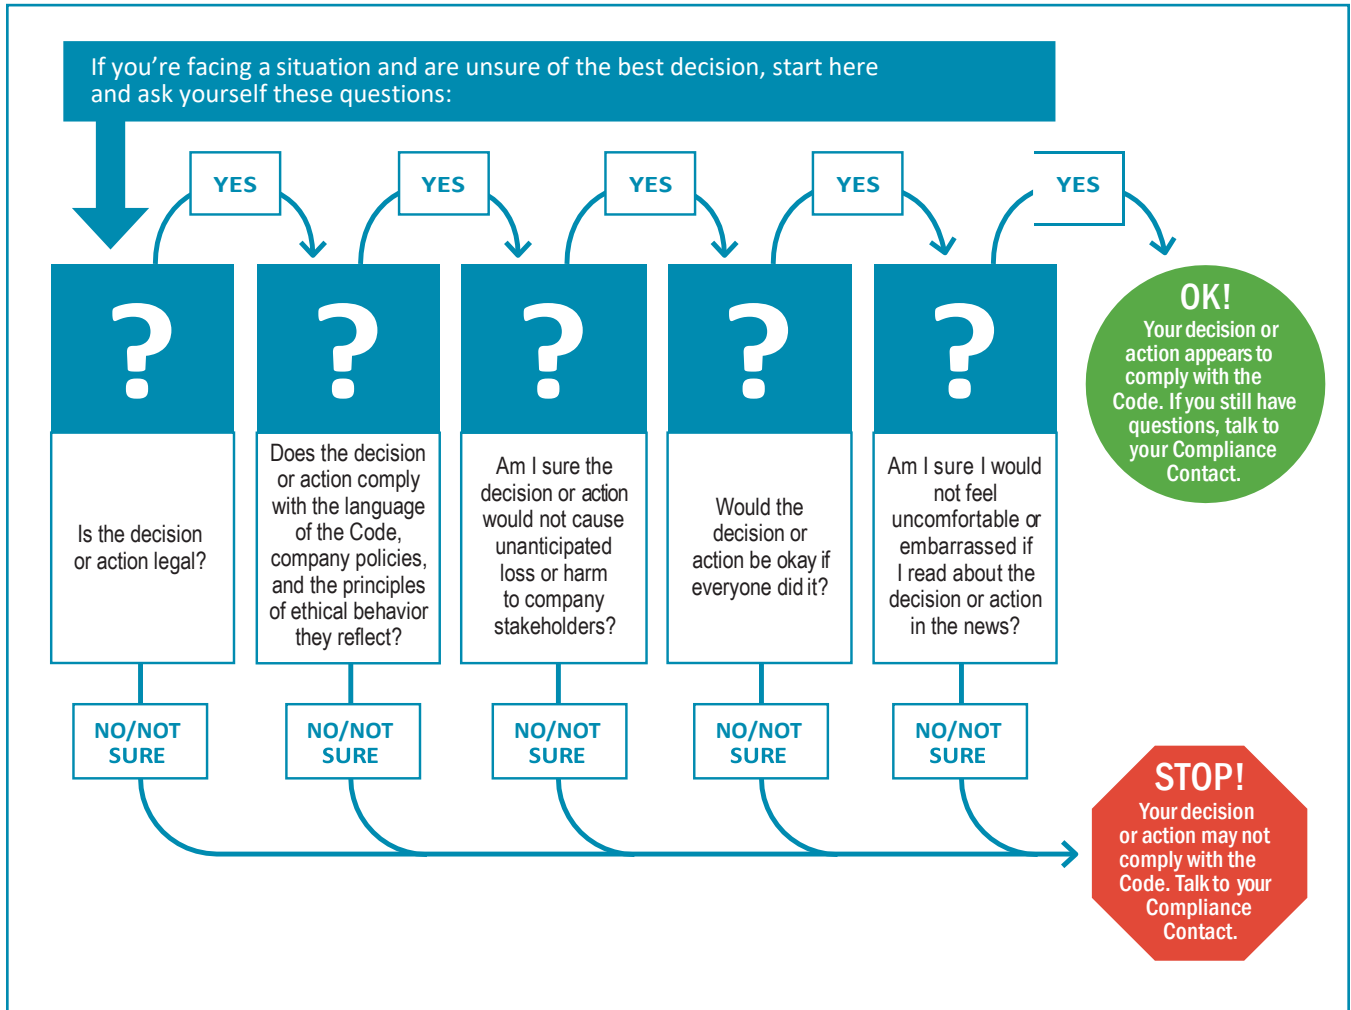 If you're facing a situation and are unsure of the best decision, start here
and ask yourself these questions:
YES
YES
YES
YES
YES
?
?
?
?
?
Is the decision
or action legal?
Does the decision
or action comply
with the language
of the Code,
company policies,
and the principles
of ethical behavior
they reflect?
Am I sure the
decision or action
would not cause
unanticipated
loss or harm
to company
stakeholders?
Would the
decision or
action be okay if
everyone did it?
Am I sure I would
not feel
uncomfortable or
embarrassed if
I read about the
decision or action
in the news?
OK!
Your decision or
action appears to
comply with the
Code. If you still have
questions, talk to
your Compliance
Contact.
NO/NOT
SURE
NO/NOT
SURE
NO/NOT
SURE
NO/NOT
SURE
NO/NOT
SURE
STOP!
Your decision
or action may not
comply with the
Code. Talk to your
Compliance
Contact.